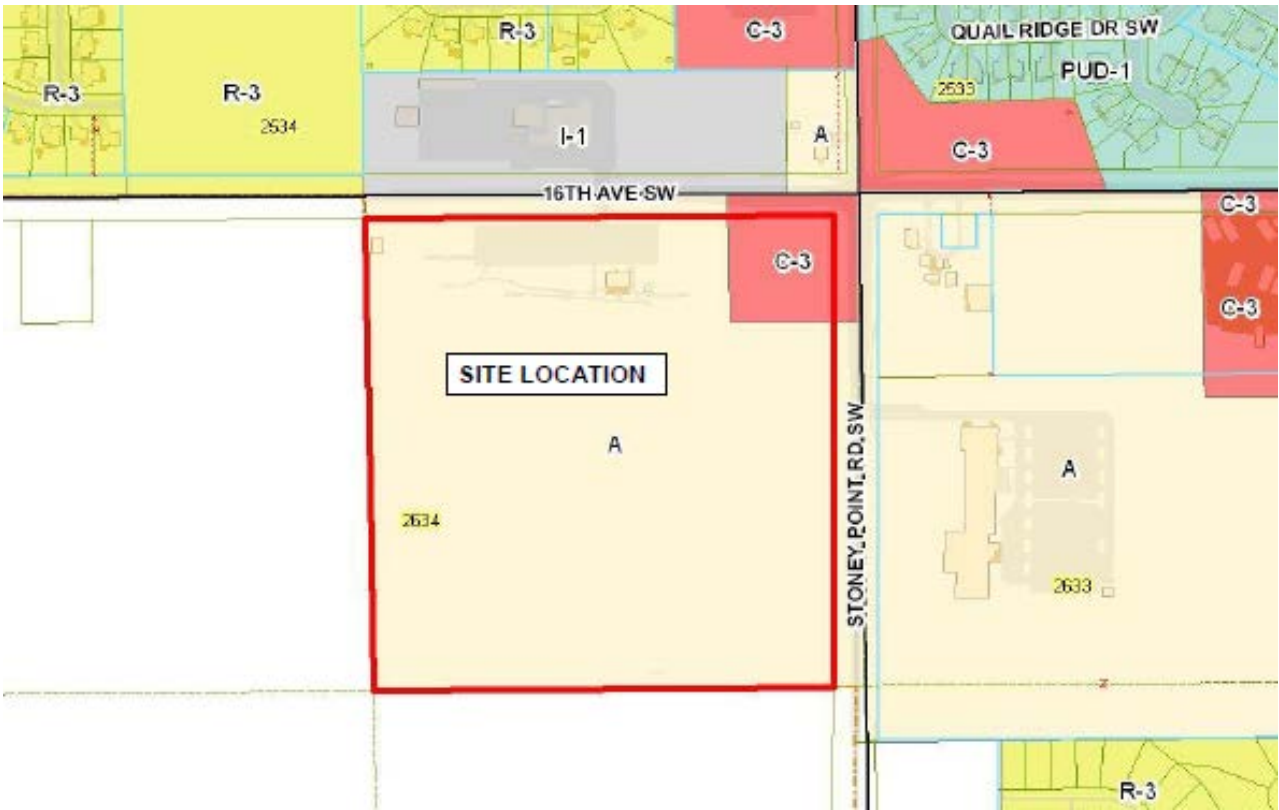 R-3
C-3
QUAIL RIDGE DR SW
PUD-1
R-3
R-3
2533
2534
I-1
A
C-3
16TH AVE SW
C-3
C-3
C-3
SITE LOCATION
A
STONEY POINT RD SW
A
2634
2633
R-3